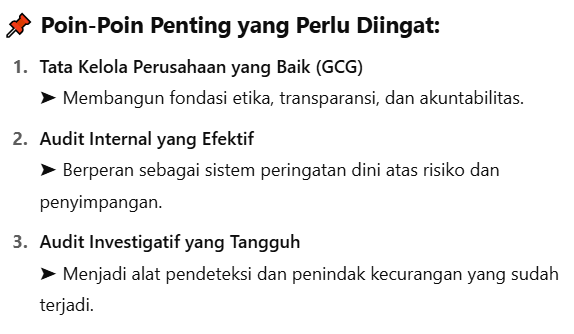 📌 Poin-Poin Penting yang Perlu Diingat:
1. Tata Kelola Perusahaan yang Baik (GCG)
➤ Membangun fondasi etika, transparansi, dan akuntabilitas.
2. Audit Internal yang Efektif
➤ Berperan sebagai sistem peringatan dini atas risiko dan
penyimpangan.
3. Audit Investigatif yang Tangguh
➤ Menjadi alat pendeteksi dan penindak kecurangan yang sudah
terjadi.